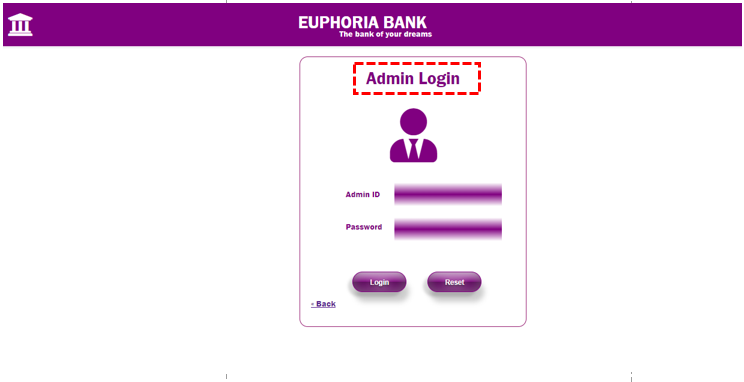 EUPHORIA BANK
The bank of your dreams
Admin Login
Admin ID
Password
Login Reset
- Back